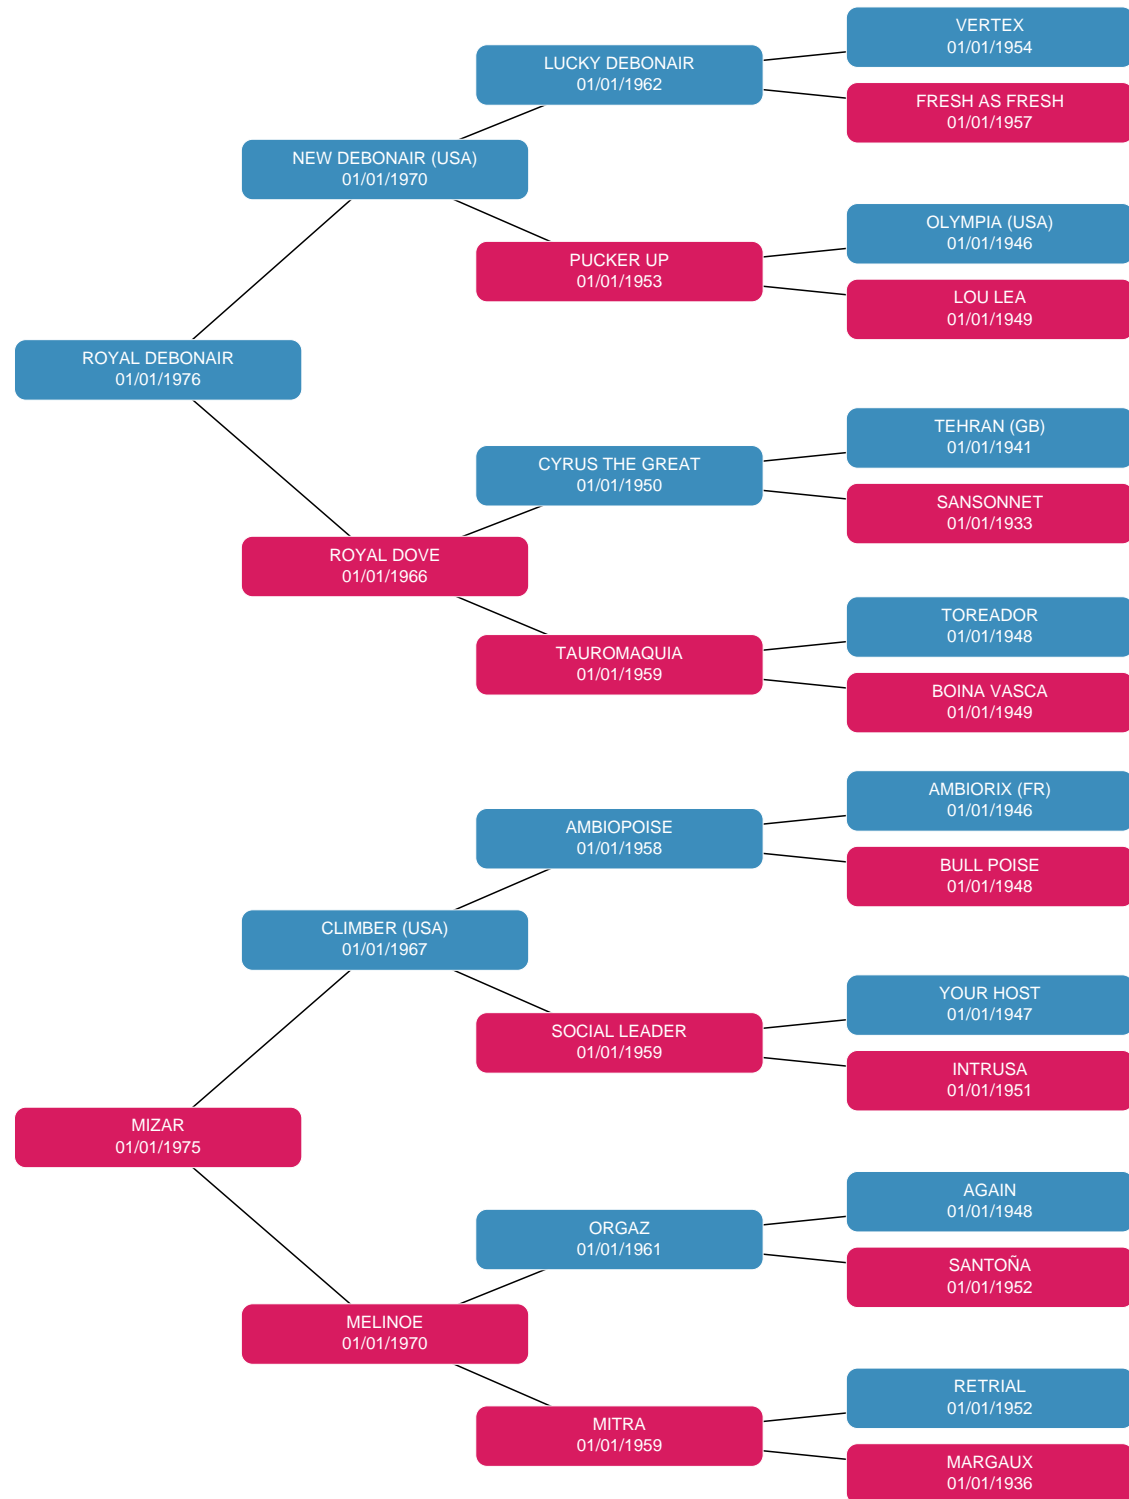 VERTEX
01/01/1954
LUCKY DEBONAIR
01/01/1962
FRESH AS FRESH
01/01/1957
NEW DEBONAIR (USA)
01/01/1970
OLYMPIA (USA)
01/01/1946
PUCKER UP
01/01/1953
LOU LEA
01/01/1949
ROYAL DEBONAIR
01/01/1976
TEHRAN (GB)
01/01/1941
CYRUS THE GREAT
01/01/1950
SANSONNET
01/01/1933
ROYAL DOVE
01/01/1966
TOREADOR
01/01/1948
TAUROMAQUIA
01/01/1959
BOINA VASCA
01/01/1949
AMBIORIX (FR)
01/01/1946
AMBIOPOISE
01/01/1958
BULL POISE
01/01/1948
CLIMBER (USA)
01/01/1967
YOUR HOST
01/01/1947
SOCIAL LEADER
01/01/1959
INTRUSA
01/01/1951
MIZAR
01/01/1975
AGAIN
01/01/1948
ORGAZ
01/01/1961
SANTOÑA
01/01/1952
MELINOE
01/01/1970
RETRIAL
01/01/1952
MITRA
01/01/1959
MARGAUX
01/01/1936